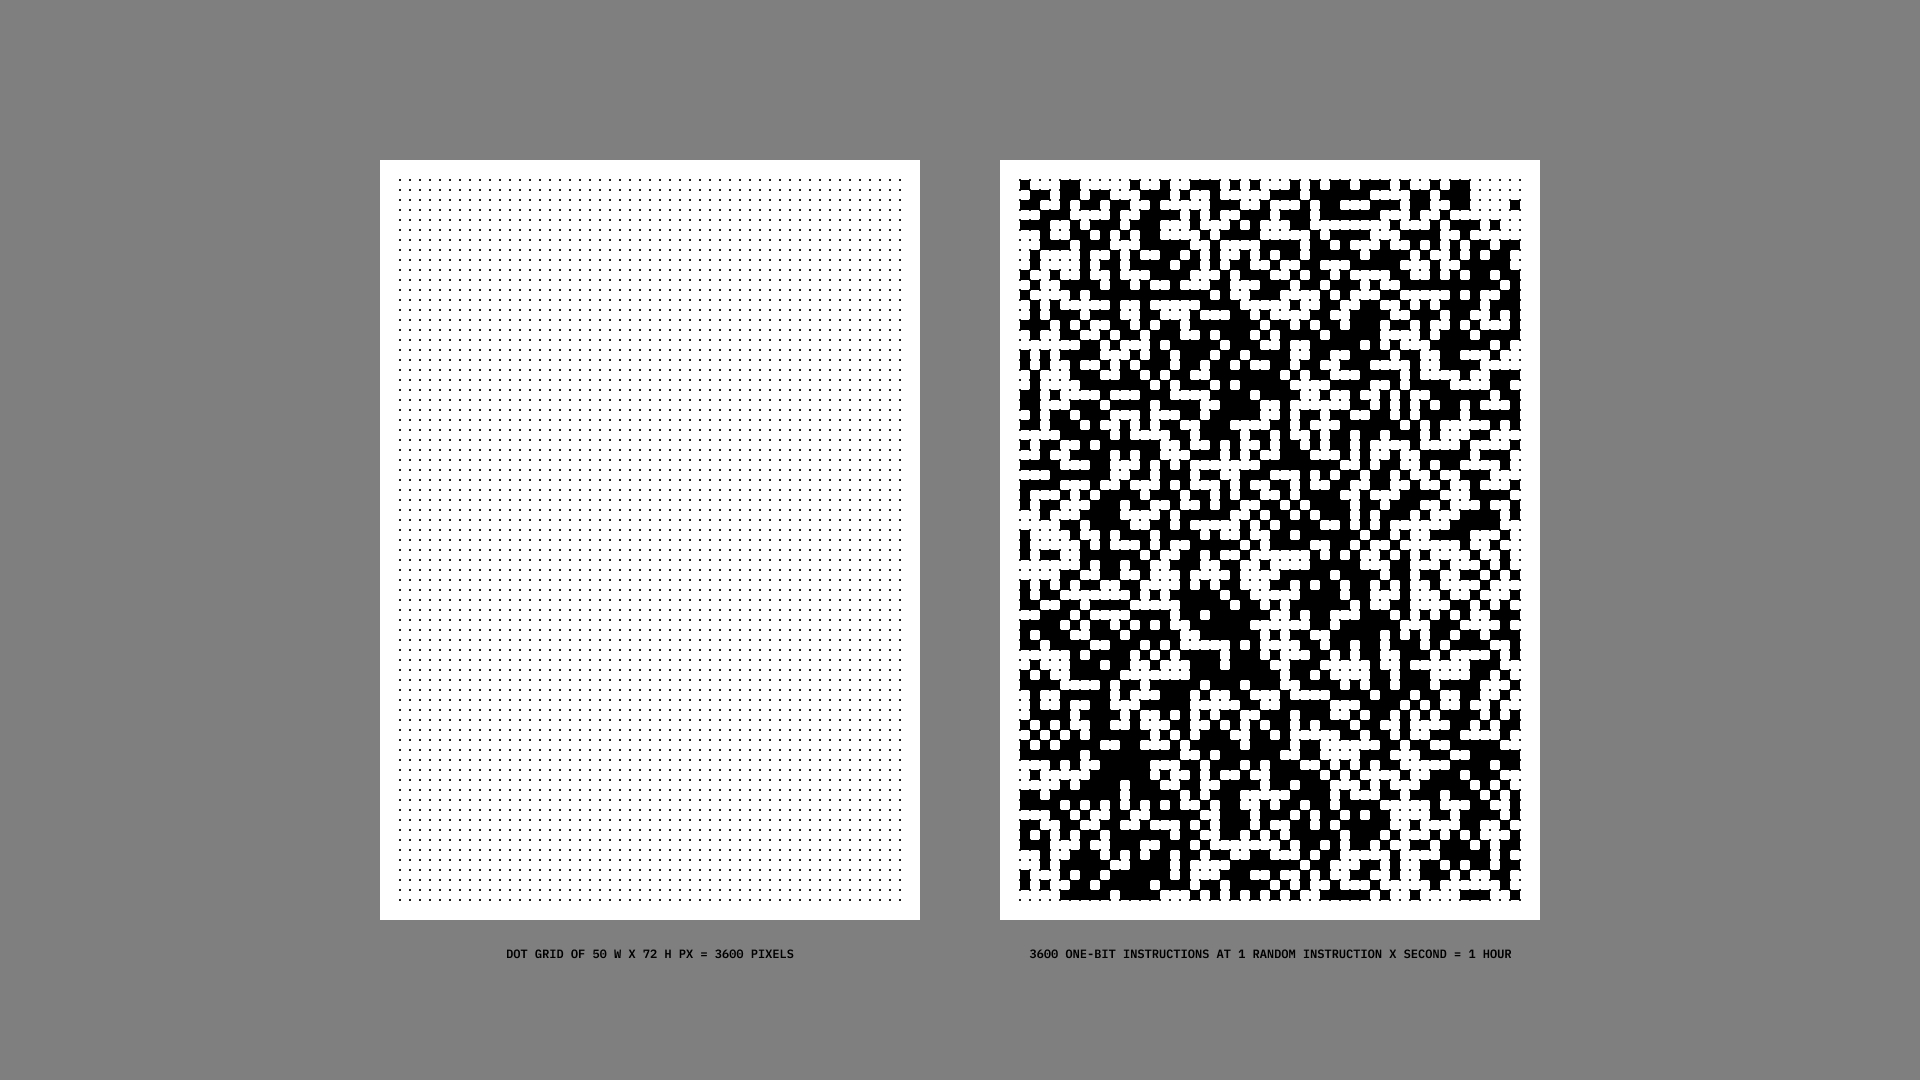 DOT GRID OF 50 W X 72 H PX = 3600 PIXELS
3600 ONE-BIT INSTRUCTIONS AT 1 RANDOM INSTRUCTION X SECOND = 1 HOUR